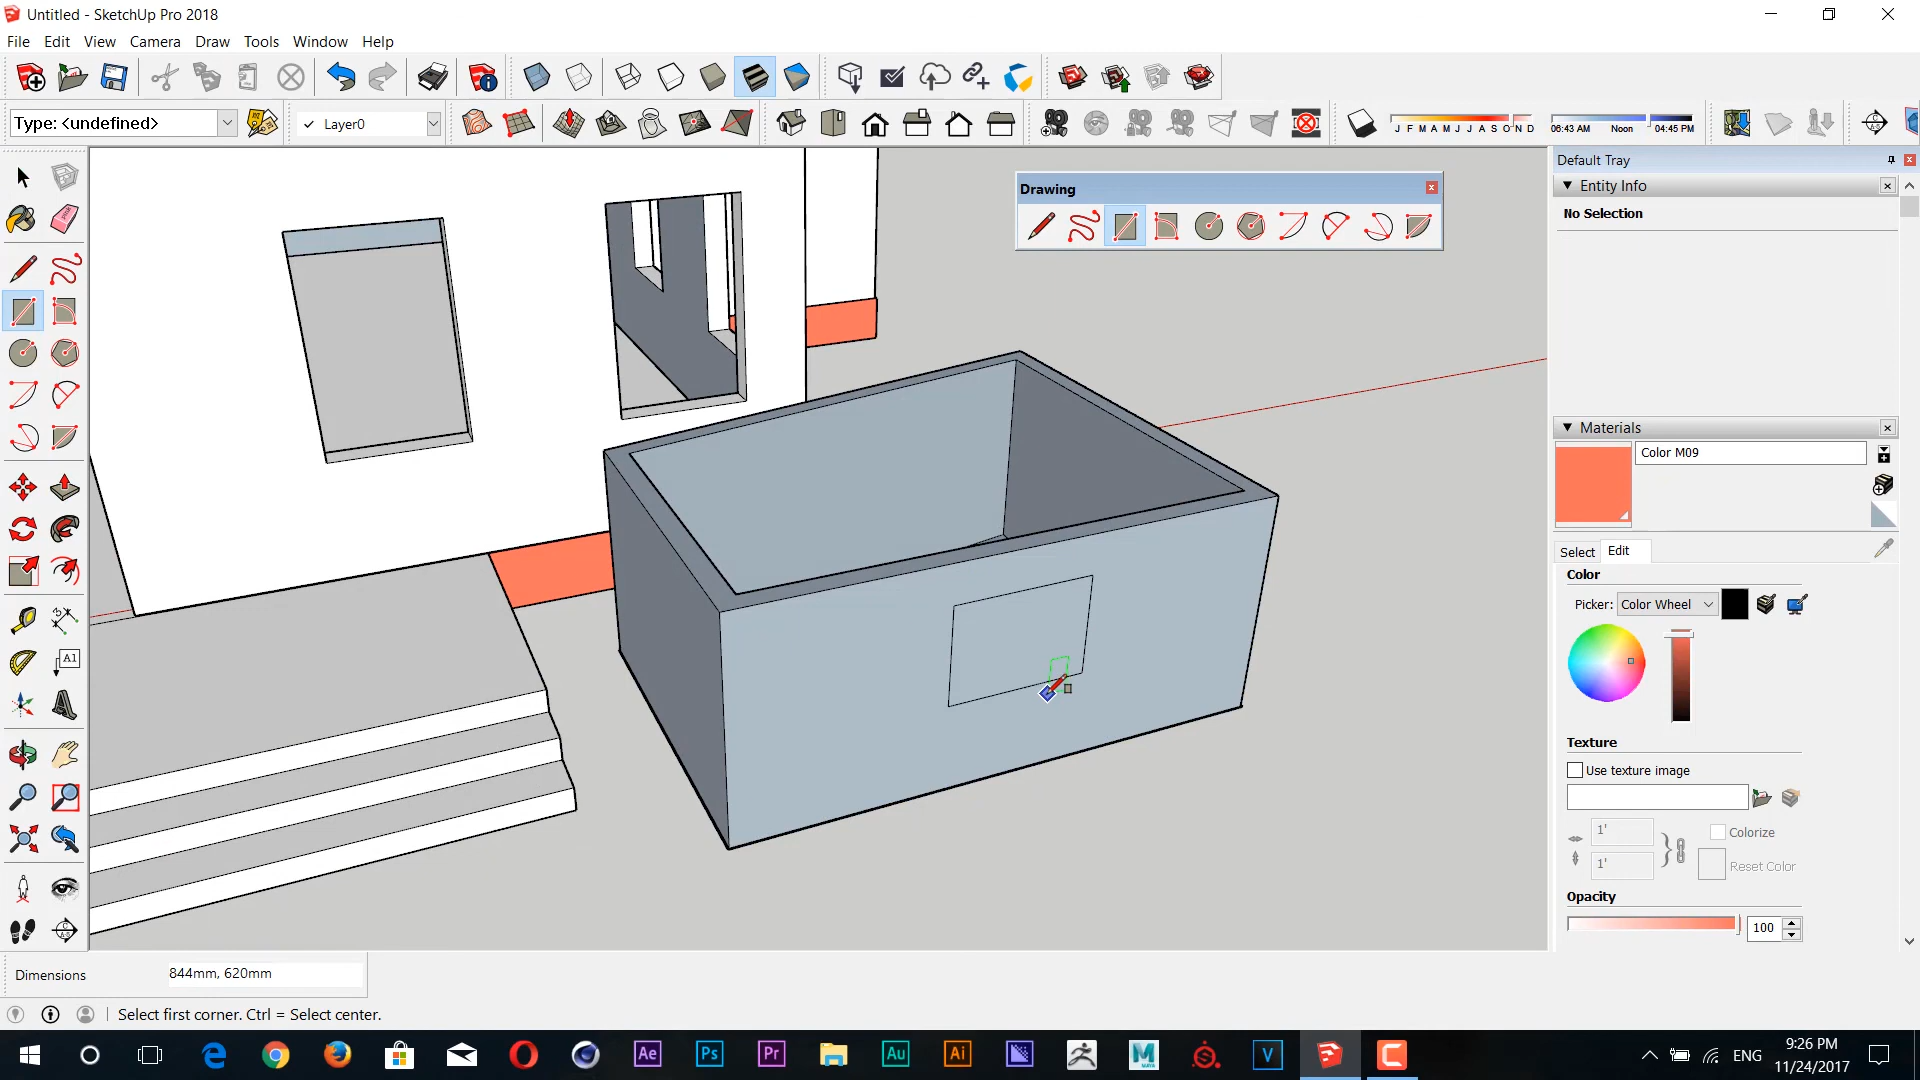 Untitled - SketchUp Pro 2018
File Edit View Camera Draw Tools Window Help
Type: <undefined>
Layer0
J F M A M J J A S O N D
06:43 AM Noon 04:45 PM
Default Tray
Entity Info
No Selection
Drawing
Materials
Color M09
Select Edit
Color
Picker: Color Wheel
Texture
Use texture image
1' Colorize
1' Reset Color
Opacity
100
A1
Dimensions 844mm, 620mm
Select first corner. Ctrl = Select center.
Ae Ps Pr Au Ai V
ENG
9:26 PM
11/24/2017